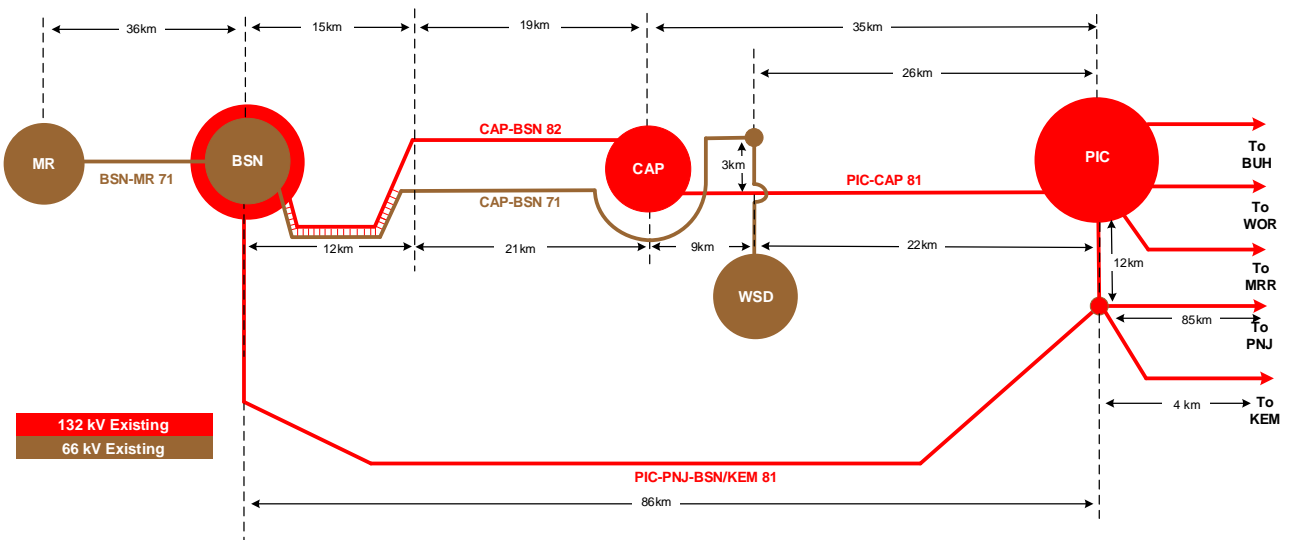 36km
15km
19km
35km
26km
MR
BSN-MR 71
BSN
CAP-BSN 82
CAP-BSN 71
CAP
3km
PIC-CAP 81
PIC
To
BUH
To
WOR
To
MRR
To
PNJ
To
KEM
12km
21km
9km
22km
12km
WSD
85km
4 km
132 kV Existing
66 kV Existing
PIC-PNJ-BSN/KEM 81
86km